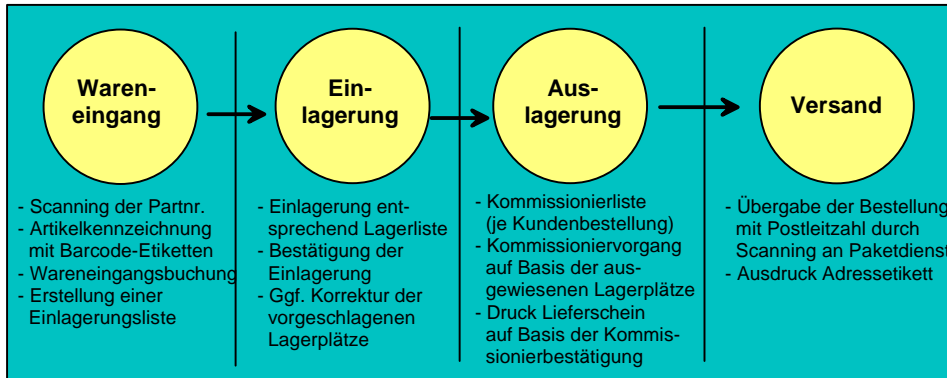 Waren-
eingang
Ein-
lagerung
Aus-
lagerung
Versand
- Scanning der Partnr.
- Artikelkennzeichnung
mit Barcode-Etiketten
- Wareneingangsbuchung
- Erstellung einer
Einlagerungsliste
- Einlagerung ent-
sprechend Lagerliste
- Bestätigung der
Einlagerung
- Ggf. Korrektur der
vorgeschlagenen
Lagerplätze
- Kommissionierliste
(je Kundenbestellung)
- Kommissioniervorgang
auf Basis der aus-
gewiesenen Lagerplätze
- Druck Lieferschein
auf Basis der Kommis-
sionierbestätigung
- Übergabe der Bestellung
mit Postleitzahl durch
Scanning an Paketdienst
- Ausdruck Adressetikett